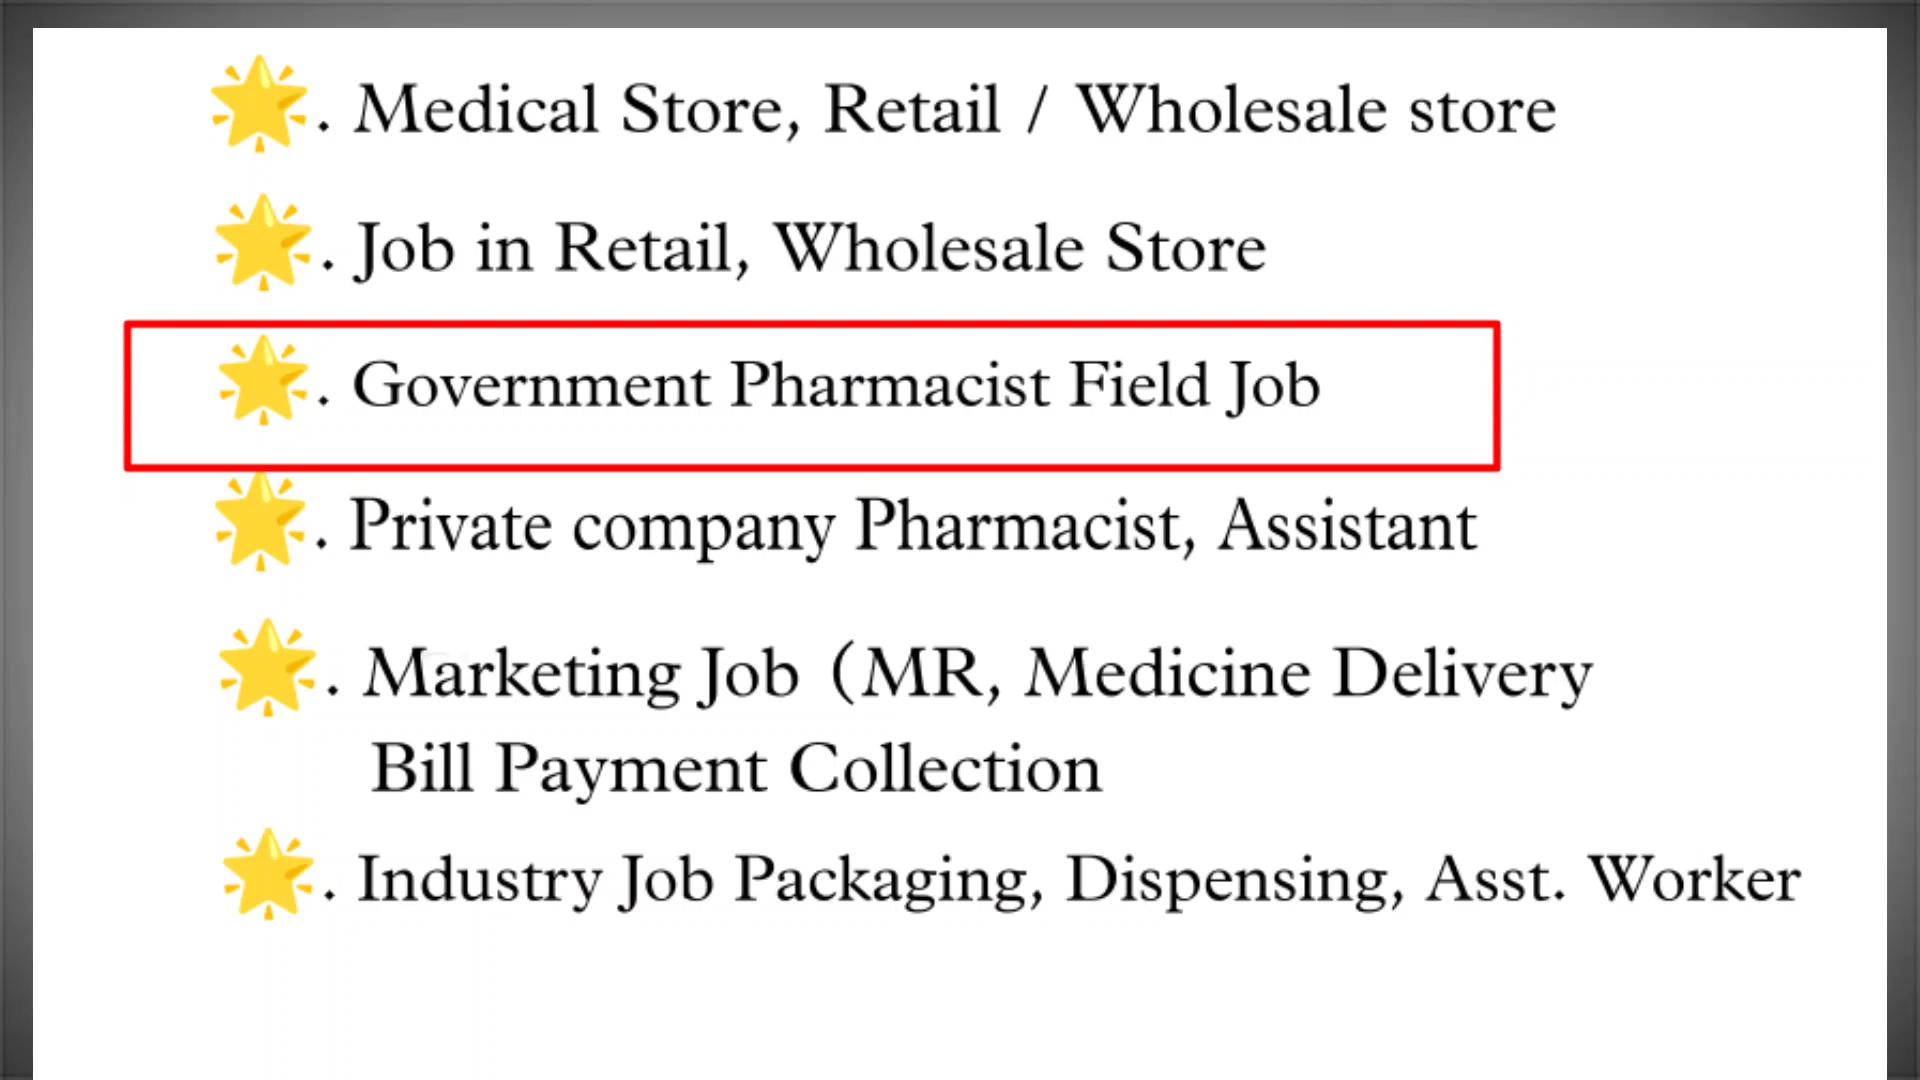 🌟. Medical Store, Retail / Wholesale store
🌟. Job in Retail, Wholesale Store
🌟. Government Pharmacist Field Job
🌟. Private company Pharmacist, Assistant
🌟. Marketing Job (MR, Medicine Delivery
Bill Payment Collection
🌟. Industry Job Packaging, Dispensing, Asst. Worker